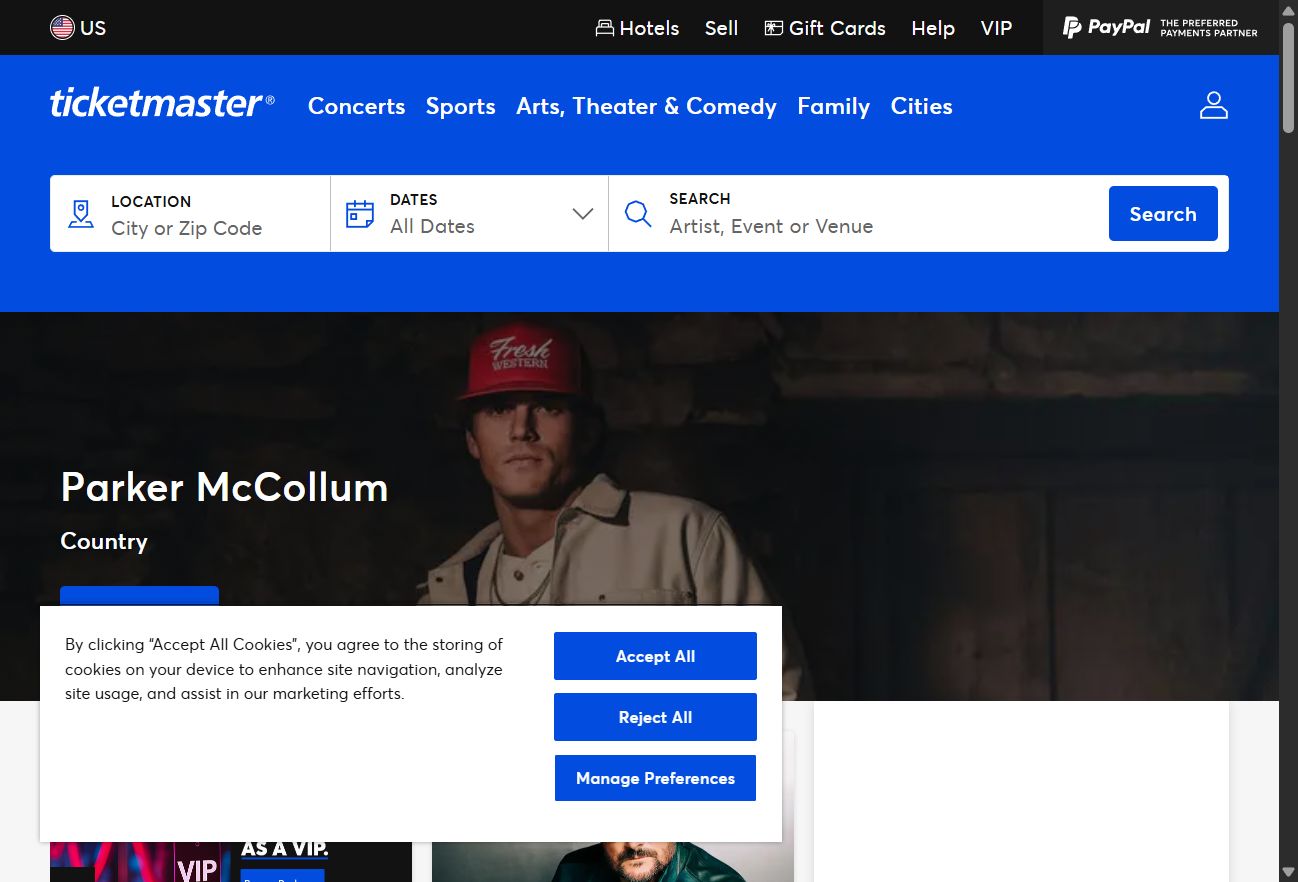 US
Hotels
Sell
Gift Cards
Help
VIP
PayPal
THE PREFERRED
PAYMENTS PARTNER
ticketmaster®
Concerts
Sports
Arts, Theater & Comedy
Family
Cities
LOCATION
City or Zip Code
DATES
All Dates
SEARCH
Artist, Event or Venue
Search
Fresh
WESTERN
Parker McCollum
Country
By clicking “Accept All Cookies”, you agree to the storing of
cookies on your device to enhance site navigation, analyze
site usage, and assist in our marketing efforts.
Accept All
Reject All
Manage Preferences
AS A VIP.
VIP